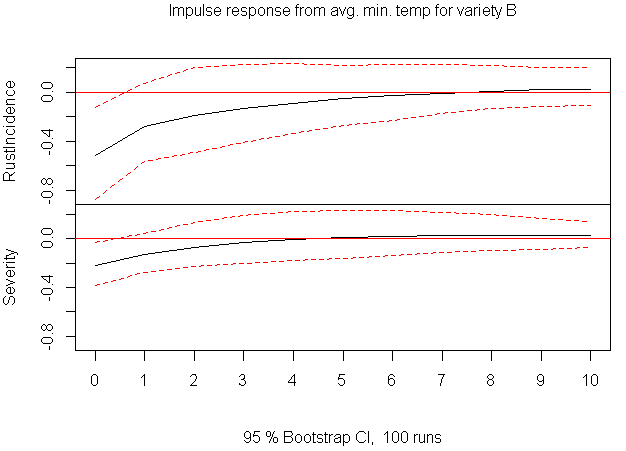 Impulse response from avg. min. temp for variety B
RustIncidence
0.0
-0.4
-0.8
Severity
0.0
-0.4
-0.8
0 1 2 3 4 5 6 7 8 9 10
95 % Bootstrap CI, 100 runs